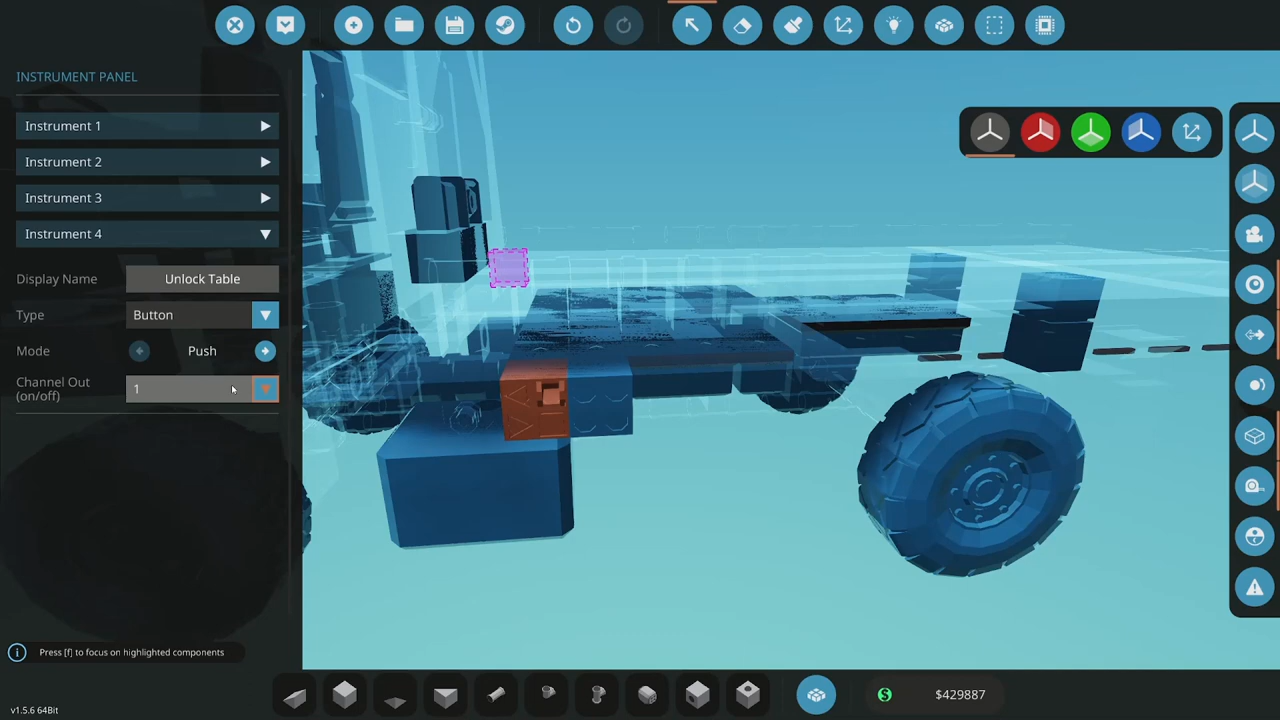 INSTRUMENT PANEL
Instrument 1
Instrument 2
Instrument 3
Instrument 4
Display Name Unlock Table
Type Button
Mode Push
Channel Out (on/off) 1
Press [f] to focus on highlighted components
v1.5.6 64Bit
$ $429887